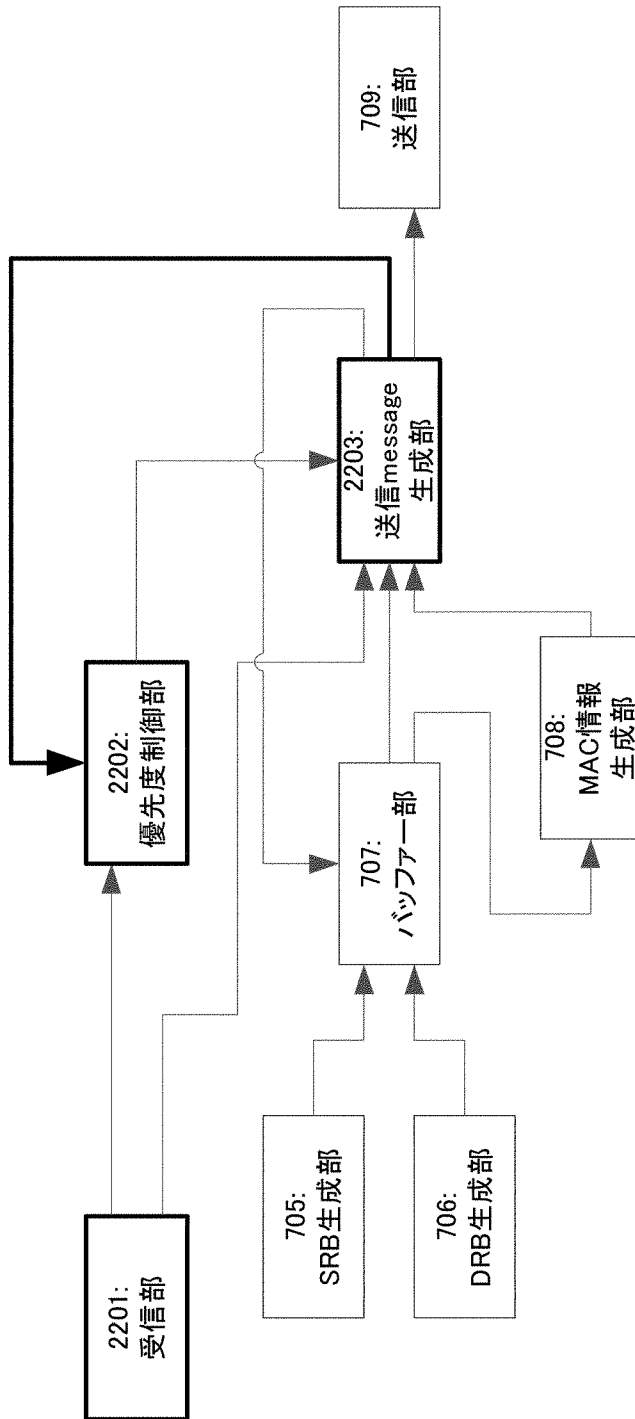 2201:
受信部
2202:
優先度制御部
705:
SRB生成部
706:
DRB生成部
707:
バッファー部
708:
MAC情報
生成部
2203:
送信message
生成部
709:
送信部